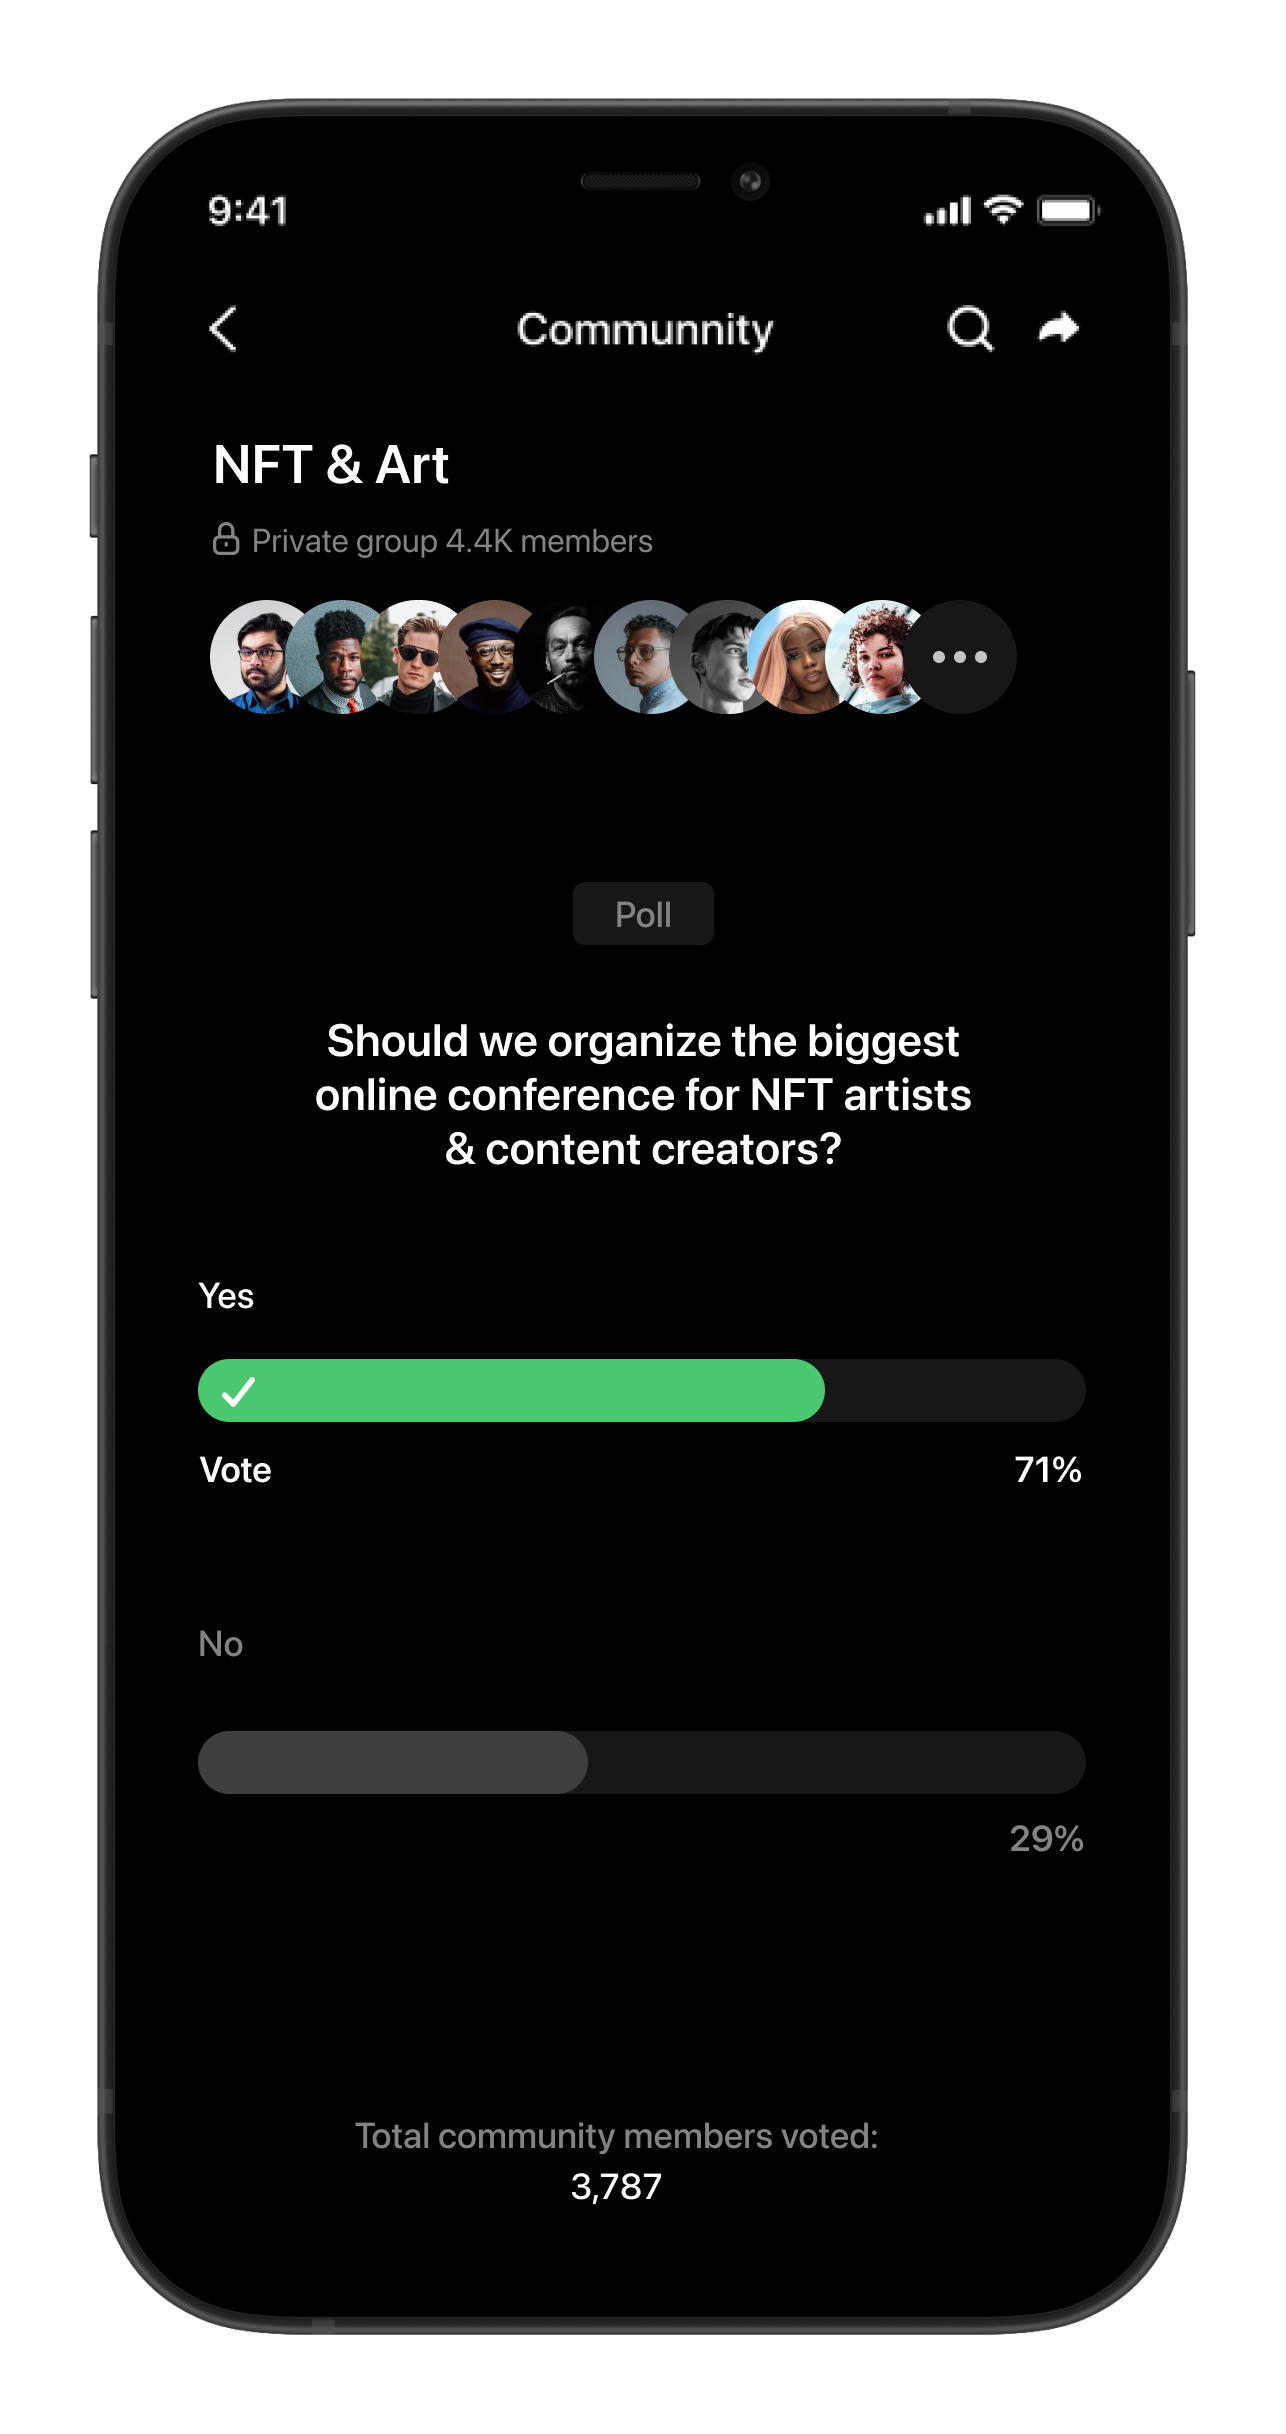 9:41
Communnity
NFT & Art
Private group 4.4K members
Poll
Should we organize the biggest
online conference for NFT artists
& content creators?
Yes
Vote 71%
No
29%
Total community members voted:
3,787